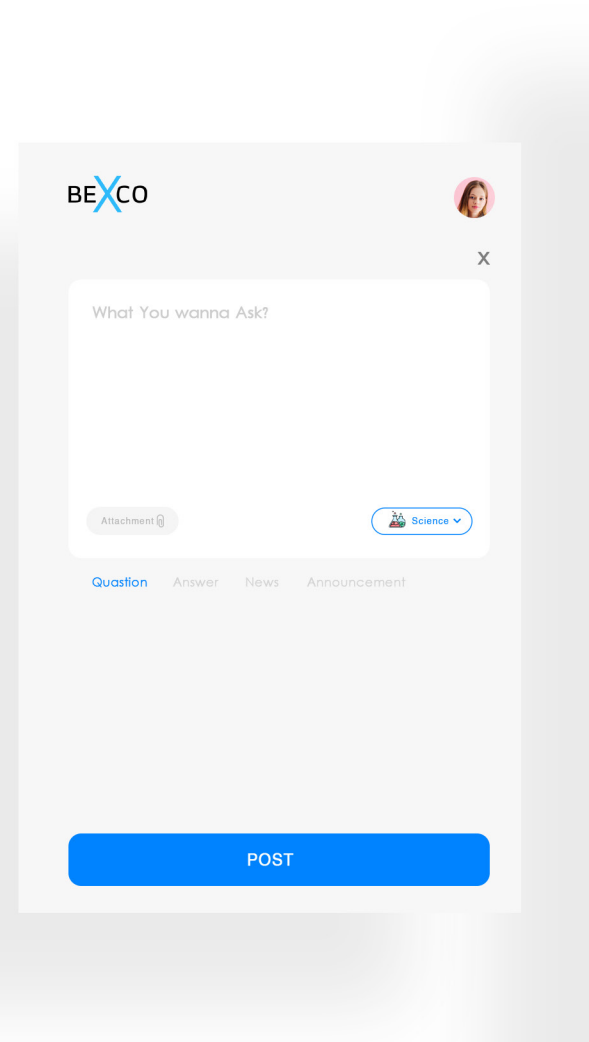 BEXCO
X
What You wanna Ask?
Attachment
Science
Quastion Answer News Announcement
POST